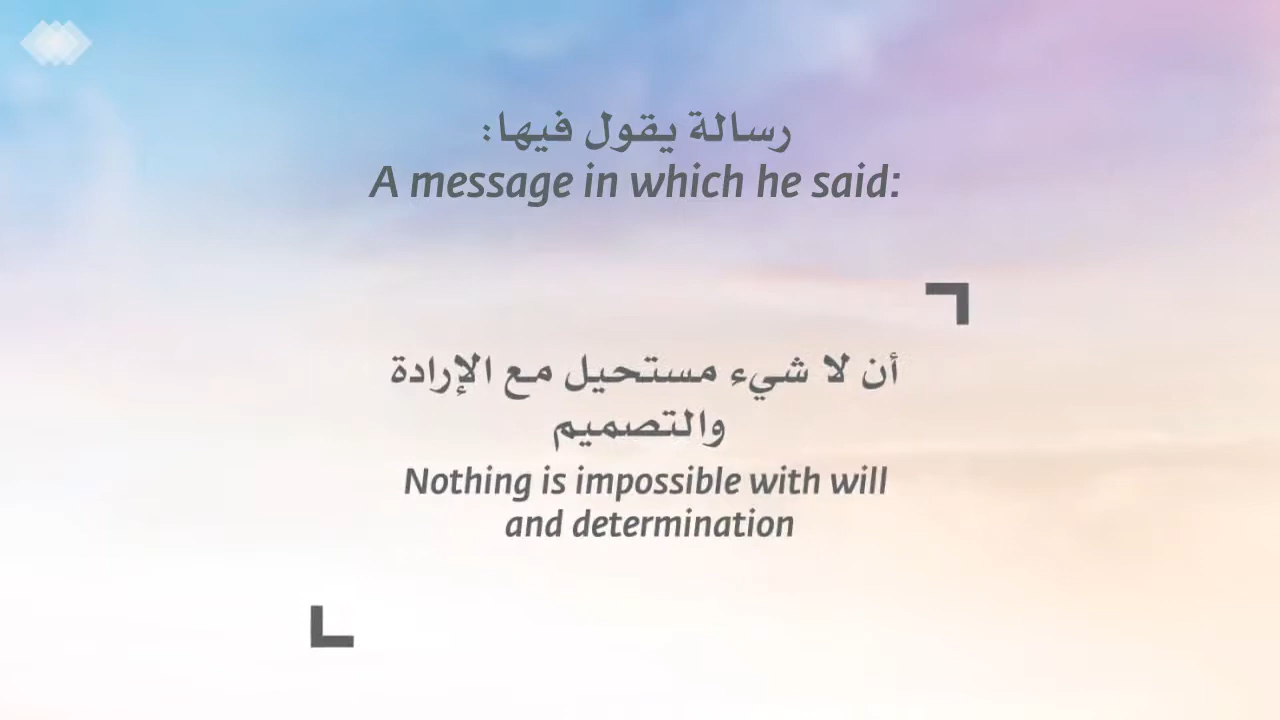 رسالة يقول فيها:
A message in which he said:
أن لا شيء مستحيل مع الإرادة
والتصميم
Nothing is impossible with will
and determination